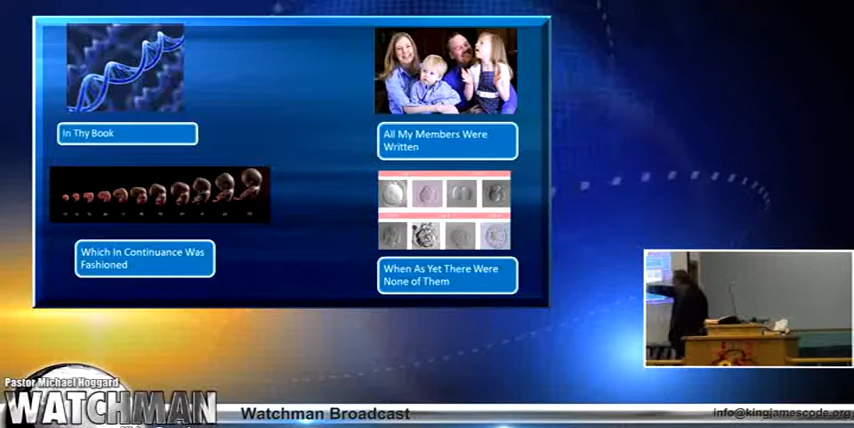 In Thy Book
All My Members Were
Written
Which In Continuance Was
Fashioned
When As Yet There Were
None of Them
Pastor Michael Hoggard
WATCHMAN
Watchman Broadcast
info@kingjamescode.org